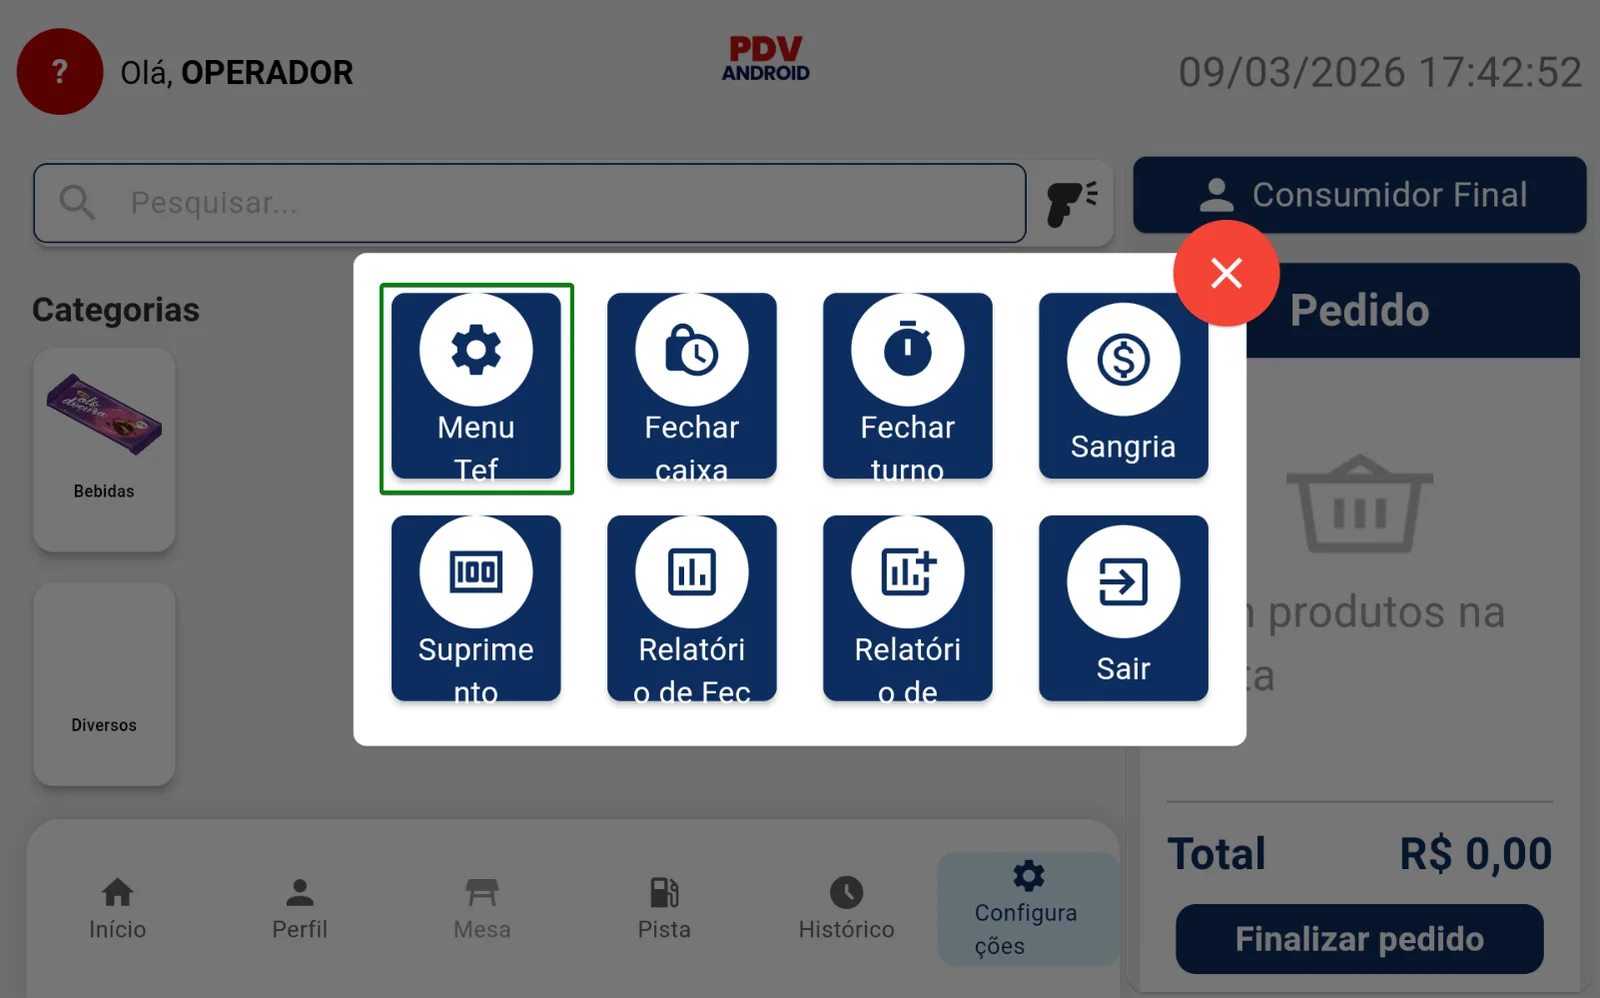 ?
Olá, OPERADOR
PDV
ANDROID
09/03/2026 17:42:52
Pesquisar...
Consumidor Final
Categorias
Pedido
Menu
Tef
Fechar
caixa
Fechar
turno
Sangria
Bebidas
Suprime
nto
Relatóri
o de Fec
Relatóri
o de
Sair
produtos na
ta
Diversos
Total
R$ 0,00
Início
Perfil
Mesa
Pista
Histórico
Configura
ções
Finalizar pedido